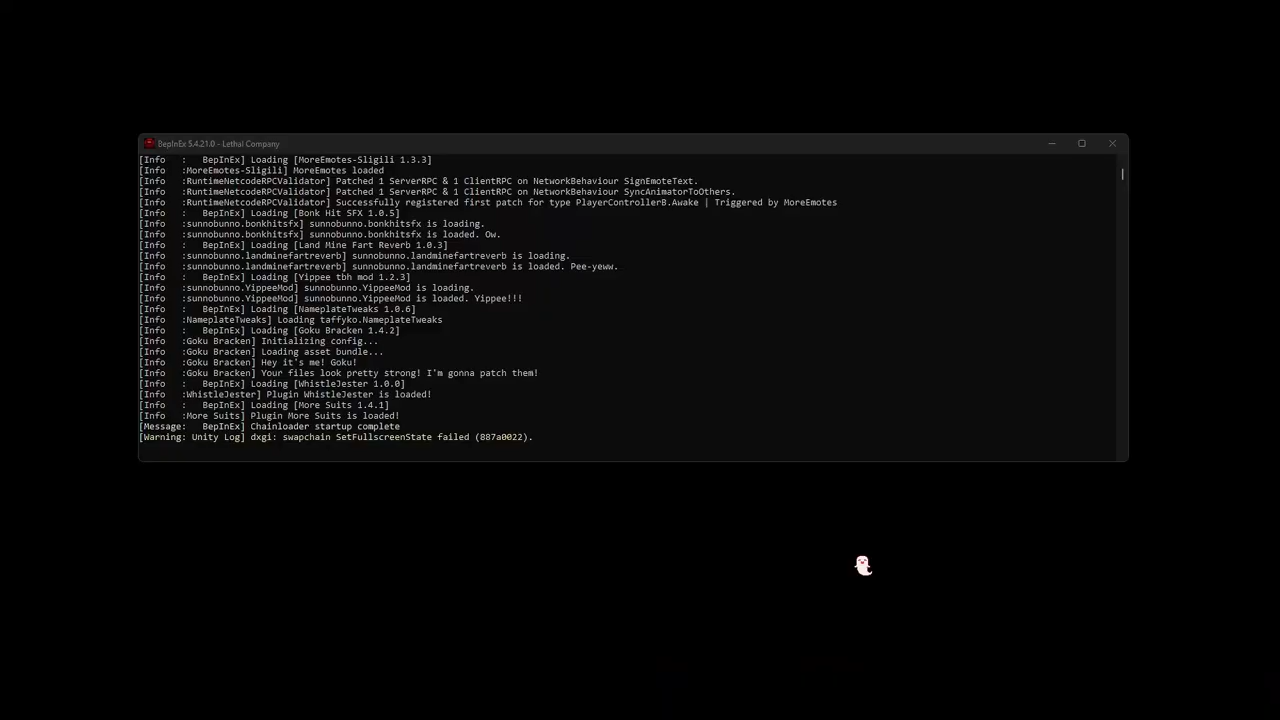 BepInEx 5.4.21.0 - Lethal Company
[Info   :   BepInEx] Loading [MoreEmotes-Sligili 1.3.3]
[Info   :MoreEmotes-Sligili] MoreEmotes loaded
[Info   :RuntimeNetcodeRPCValidator] Patched 1 ServerRPC & 1 ClientRPC on NetworkBehaviour SignEmoteText.
[Info   :RuntimeNetcodeRPCValidator] Patched 1 ServerRPC & 1 ClientRPC on NetworkBehaviour SyncAnimatorToOthers.
[Info   :RuntimeNetcodeRPCValidator] Successfully registered first patch for type PlayerControllerB.Awake | Triggered by MoreEmotes
[Info   :   BepInEx] Loading [Bonk Hit SFX 1.0.5]
[Info   :sunnobunno.bonkhitsfx] sunnobunno.bonkhitsfx is loading.
[Info   :sunnobunno.bonkhitsfx] sunnobunno.bonkhitsfx is loaded. Ow.
[Info   :   BepInEx] Loading [Land Mine Fart Reverb 1.0.3]
[Info   :sunnobunno.landminefartreverb] sunnobunno.landminefartreverb is loading.
[Info   :sunnobunno.landminefartreverb] sunnobunno.landminefartreverb is loaded. Pee-yeww.
[Info   :   BepInEx] Loading [Yippee tbh mod 1.2.3]
[Info   :sunnobunno.YippeeMod] sunnobunno.YippeeMod is loading.
[Info   :sunnobunno.YippeeMod] sunnobunno.YippeeMod is loaded. Yippee!!!
[Info   :   BepInEx] Loading [NameplateTweaks 1.0.6]
[Info   :NameplateTweaks] Loading taffyko.NameplateTweaks
[Info   :   BepInEx] Loading [Goku Bracken 1.4.2]
[Info   :Goku Bracken] Initializing config...
[Info   :Goku Bracken] Loading asset bundle...
[Info   :Goku Bracken] Hey it's me! Goku!
[Info   :Goku Bracken] Your files look pretty strong! I'm gonna patch them!
[Info   :   BepInEx] Loading [WhistleJester 1.0.0]
[Info   :WhistleJester] Plugin WhistleJester is loaded!
[Info   :   BepInEx] Loading [More Suits 1.4.1]
[Info   :More Suits] Plugin More Suits is loaded!
[Message:   BepInEx] Chainloader startup complete
[Warning: Unity Log] dxgi: swapchain SetFullscreenState failed (887a0022).